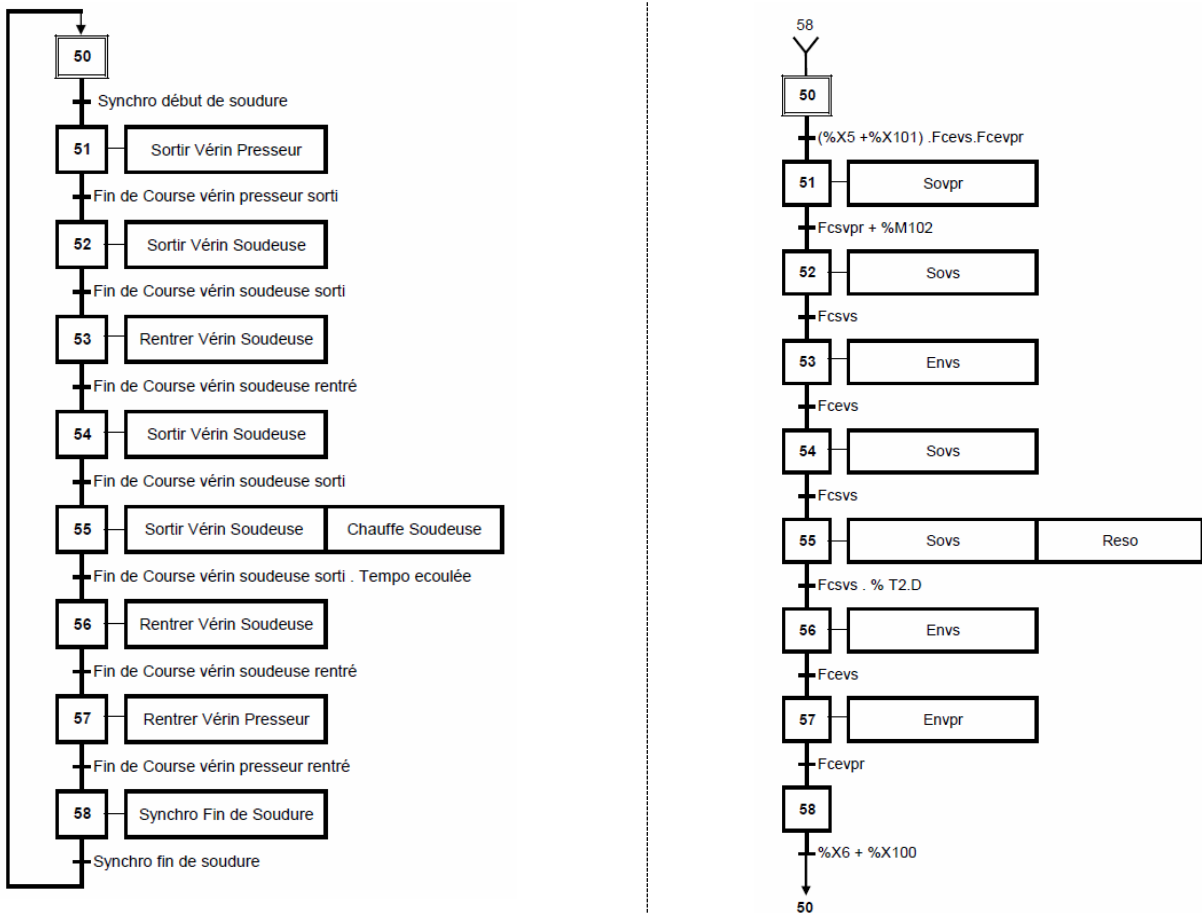 50
Synchro début de soudure
51 Sortir Vérin Presseur
Fin de Course vérin presseur sorti
52 Sortir Vérin Soudeuse
Fin de Course vérin soudeuse sorti
53 Rentrer Vérin Soudeuse
Fin de Course vérin soudeuse rentré
54 Sortir Vérin Soudeuse
Fin de Course vérin soudeuse sorti
55 Sortir Vérin Soudeuse Chauffe Soudeuse
Fin de Course vérin soudeuse sorti . Tempo ecoulée
56 Rentrer Vérin Soudeuse
Fin de Course vérin soudeuse rentré
57 Rentrer Vérin Presseur
Fin de Course vérin presseur rentré
58 Synchro Fin de Soudure
Synchro fin de soudure
58
50
(%X5 +%X101) .Fcevs.Fcevpr
51 Sovpr
Fcsvpr + %M102
52 Sovs
Fcsvs
53 Envs
Fcevs
54 Sovs
Fcsvs
55 Sovs Reso
Fcsvs . % T2.D
56 Envs
Fcevs
57 Envpr
Fcevpr
58
%X6 + %X100
50